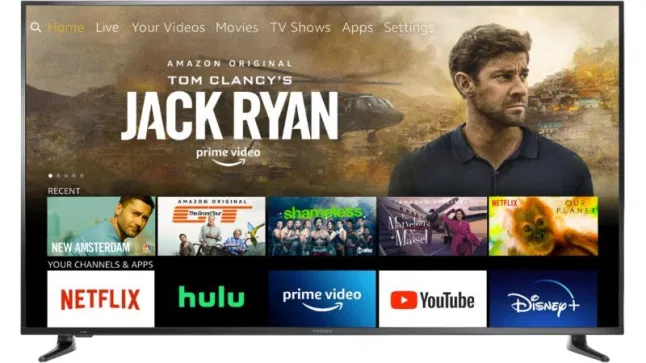 Home Live Your Videos Movies TV Shows Apps Settings
AMAZON ORIGINAL
TOM CLANCY'S
JACK RYAN
prime video
RECENT
NEW AMSTERDAM
AMAZON ORIGINAL
The Grand Tour
shameless
Marvelous
Mrs. Maisel
NETFLIX
OUR
PLANET
YOUR CHANNELS & APPS
NETFLIX
hulu
prime video
YouTube
Disney+